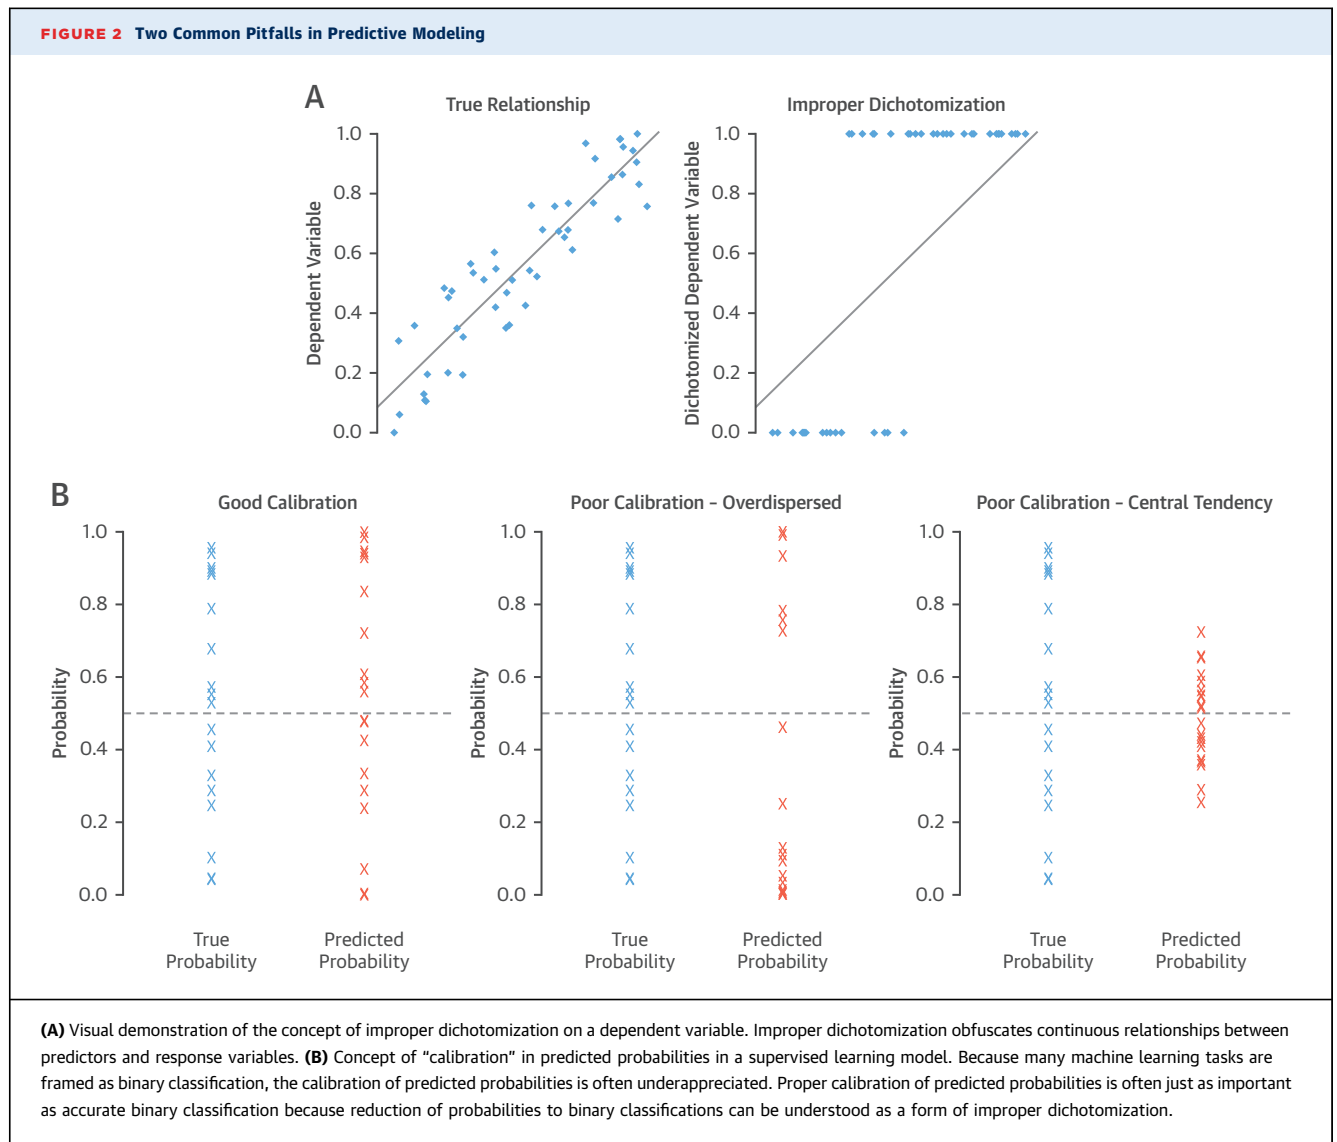 FIGURE 2 Two Common Pitfalls in Predictive Modeling
A
True Relationship
Improper Dichotomization
Dependent Variable
1.0
0.8
0.6
0.4
0.2
0.0
Dichotomized Dependent Variable
1.0
0.8
0.6
0.4
0.2
0.0
B
Good Calibration
Poor Calibration – Overdispersed
Poor Calibration – Central Tendency
Probability
1.0
0.8
0.6
0.4
0.2
0.0
True
Probability
Predicted
Probability
Probability
1.0
0.8
0.6
0.4
0.2
0.0
True
Probability
Predicted
Probability
Probability
1.0
0.8
0.6
0.4
0.2
0.0
True
Probability
Predicted
Probability
(A) Visual demonstration of the concept of improper dichotomization on a dependent variable. Improper dichotomization obfuscates continuous relationships between
predictors and response variables. (B) Concept of “calibration” in predicted probabilities in a supervised learning model. Because many machine learning tasks are
framed as binary classification, the calibration of predicted probabilities is often underappreciated. Proper calibration of predicted probabilities is often just as important
as accurate binary classification because reduction of probabilities to binary classifications can be understood as a form of improper dichotomization.